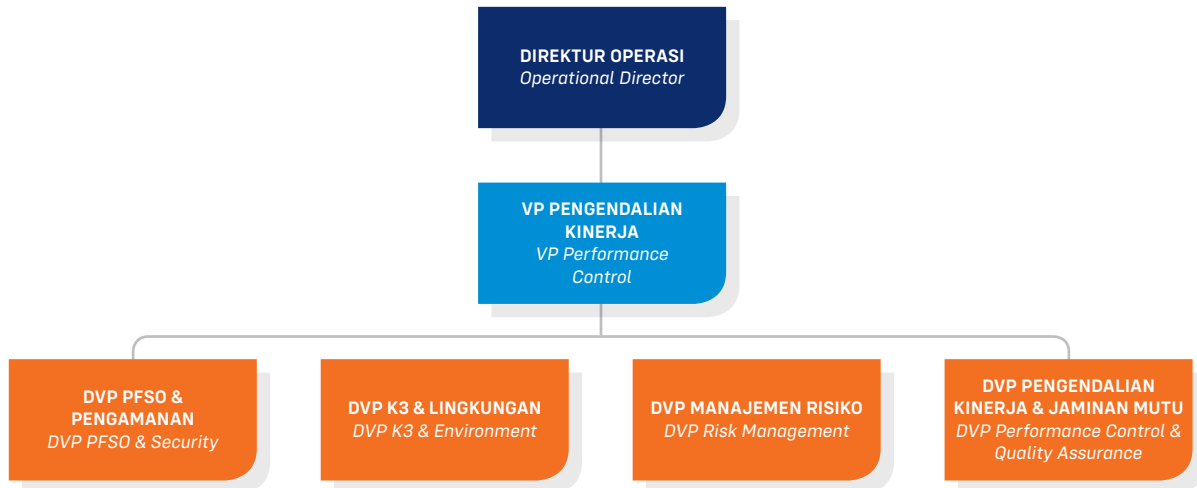 DIREKTUR OPERASI
Operational Director
VP PENGENDALIAN
KINERJA
VP Performance
Control
DVP PFSO &
PENGAMANAN
DVP PFSO & Security
DVP K3 & LINGKUNGAN
DVP K3 & Environment
DVP MANAJEMEN RISIKO
DVP Risk Management
DVP PENGENDALIAN
KINERJA & JAMINAN MUTU
DVP Performance Control &
Quality Assurance